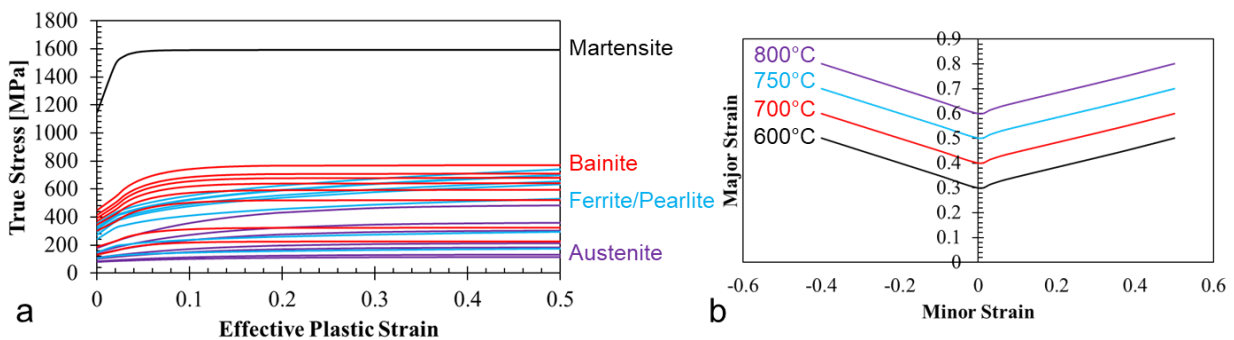 1800
1600
1400
1200
1000
800
600
400
200
0
True Stress [MPa]
0 0.1 0.2 0.3 0.4 0.5
Effective Plastic Strain
Martensite
Bainite
Ferrite/Pearlite
Austenite
a
0.9
0.8
0.7
0.6
0.5
0.4
0.3
0.2
0.1
0
Major Strain
800°C
750°C
700°C
600°C
-0.6 -0.4 -0.2 0 0.2 0.4 0.6
Minor Strain
b